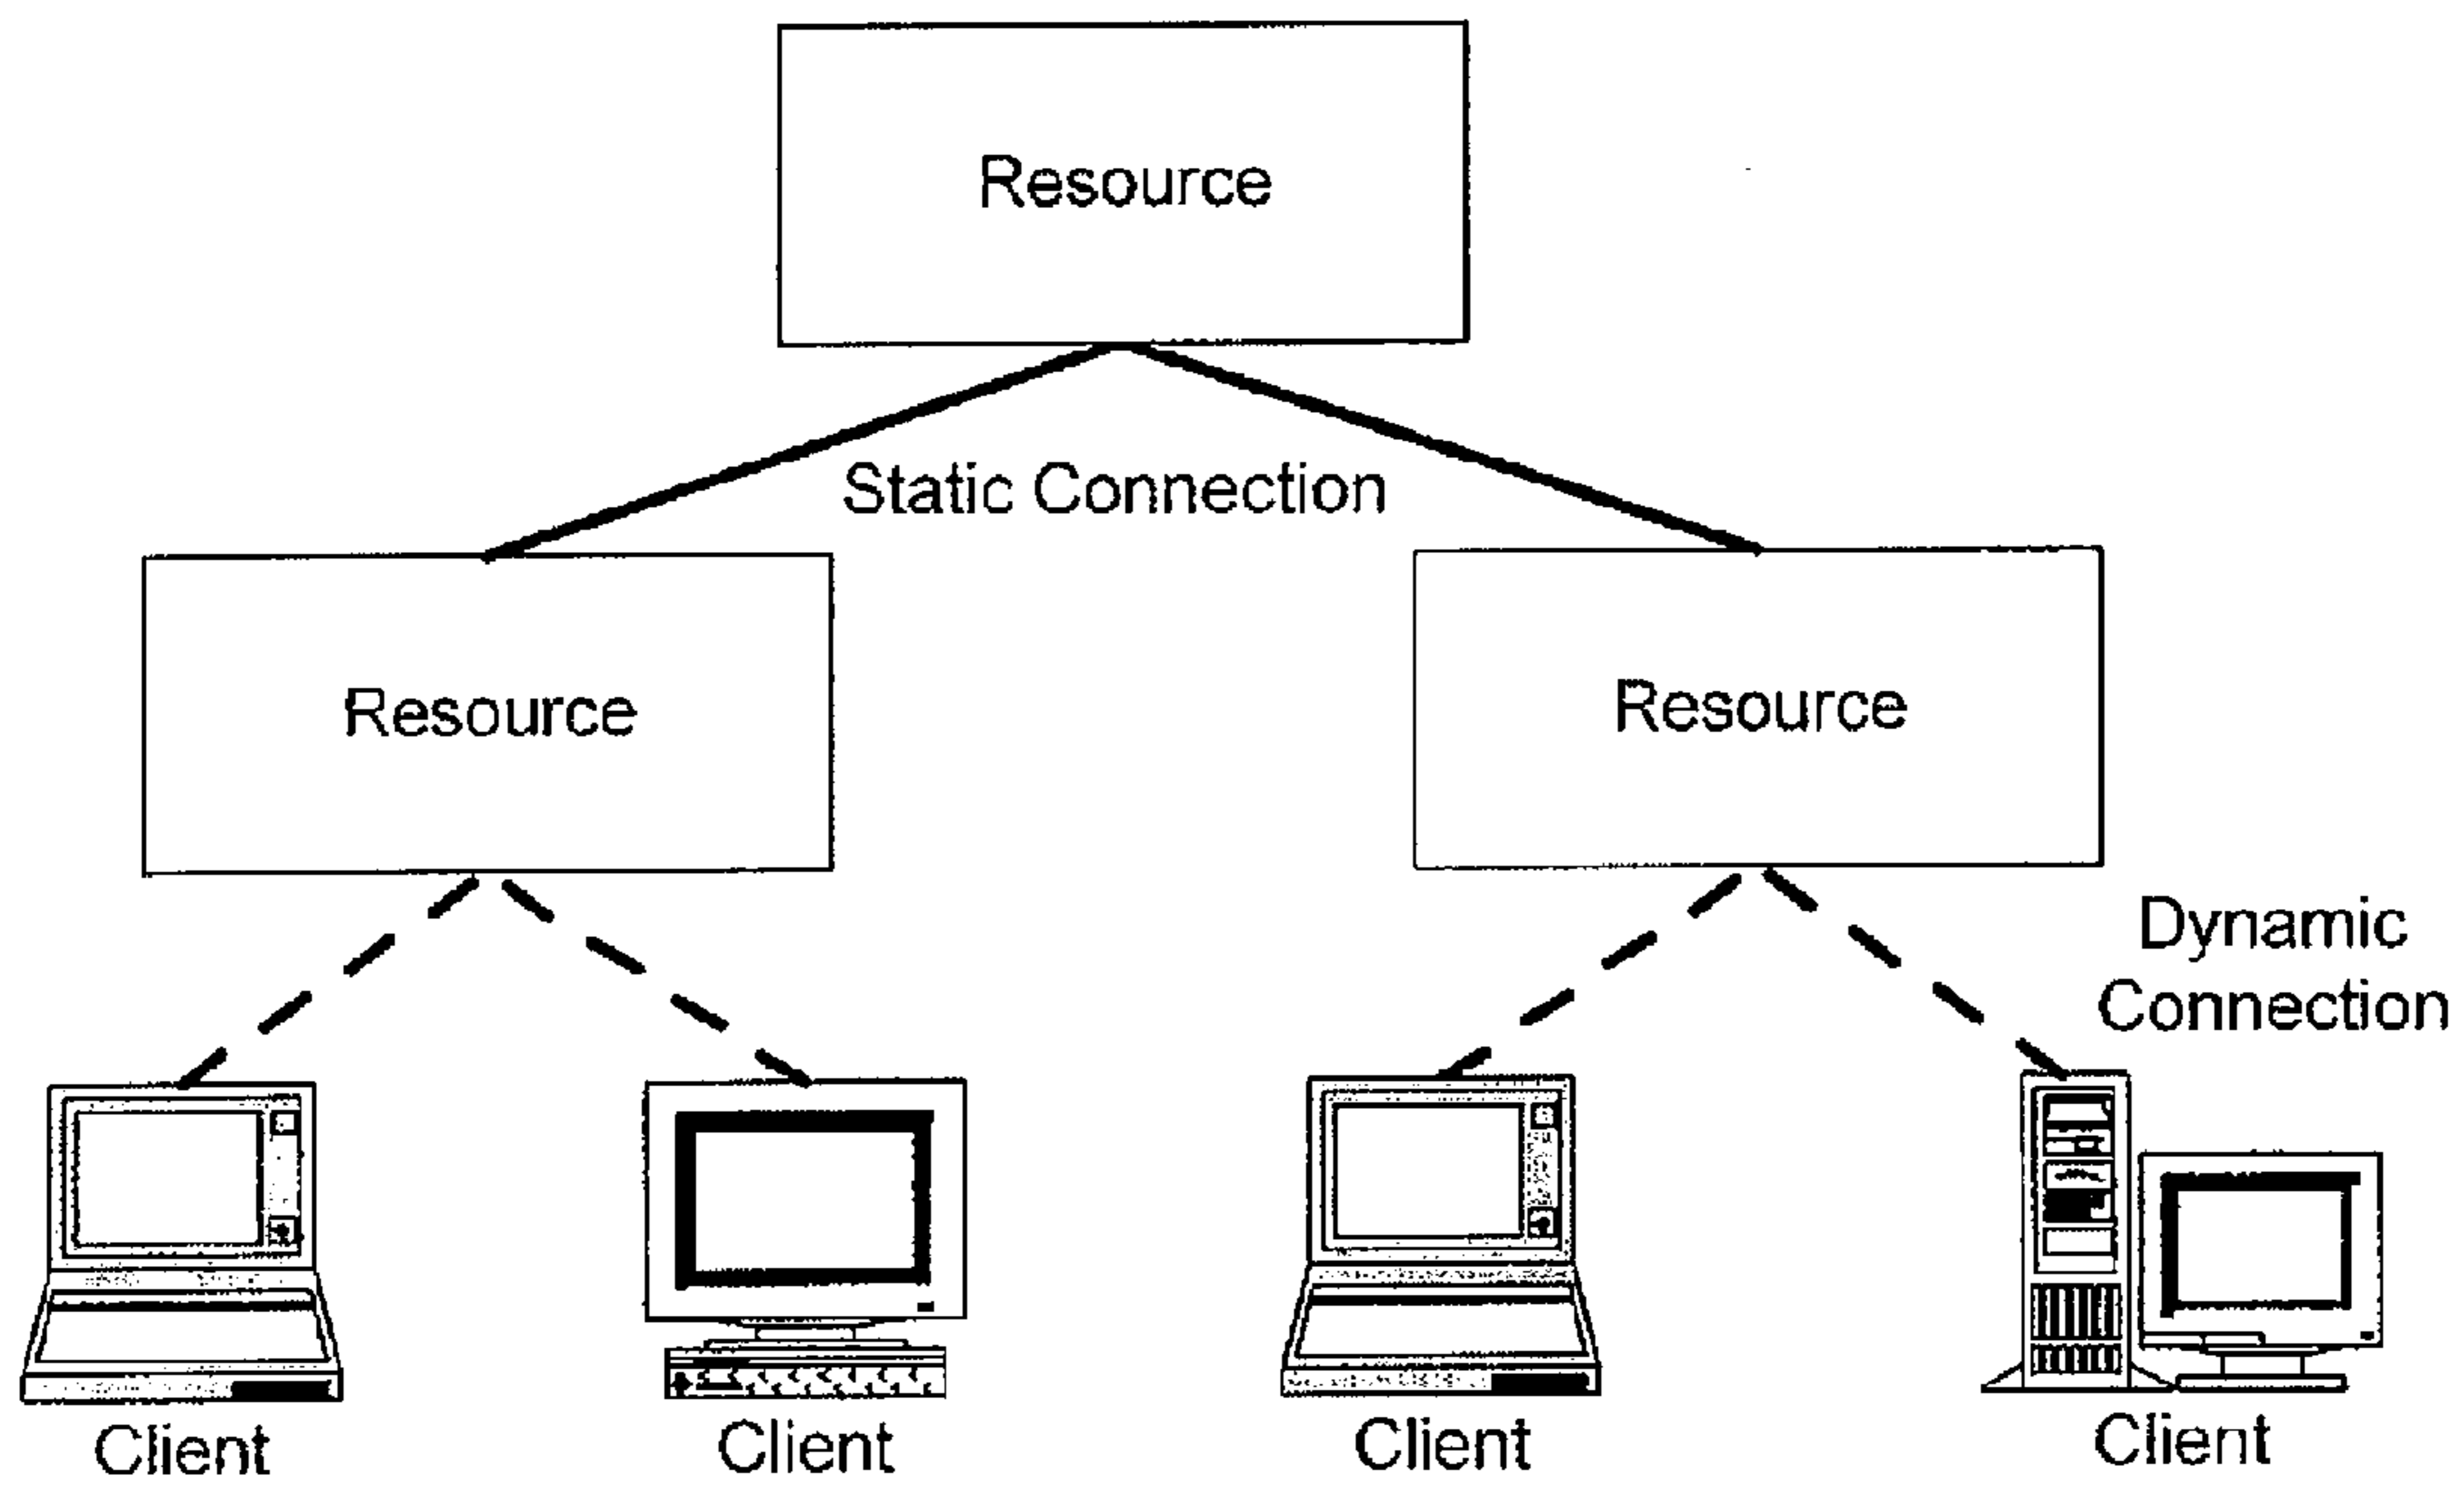 Resource
Static Connection
Resource
Resource
Dynamic
Connection
Client
Client
Client
Client